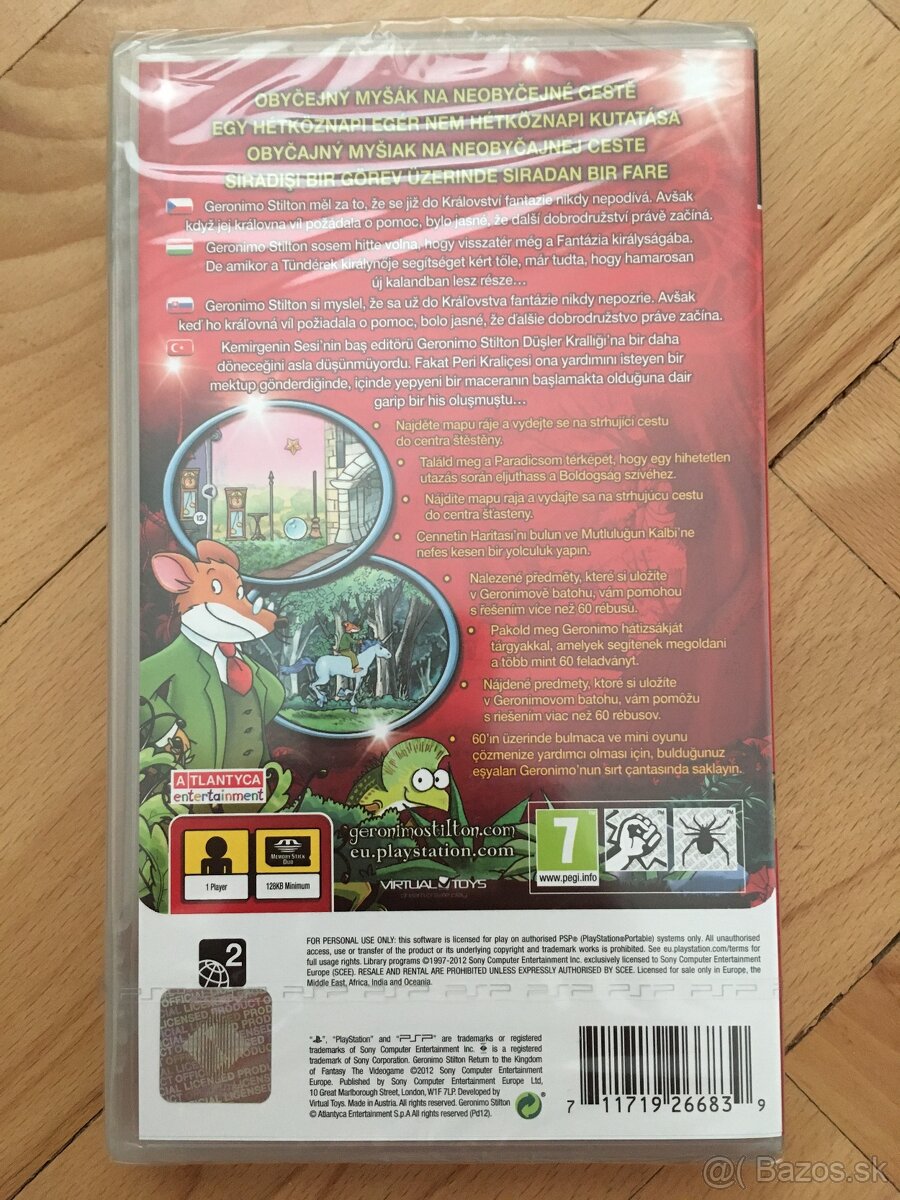 OBYČEJNÝ MYŠÁK NA NEOBYČEJNÉ CESTĚ
EGY HÉTKÖZNAPI EGÉR NEM HÉTKÖZNAPI KUTATÁSA
OBYČAJNÝ MYŠIAK NA NEOBYČAJNEJ CESTE
SIRADIŞI BIR GÖREV ÜZERINDE SIRADAN BIR FARE
Geronimo Stilton měl za to, že se již do Království fantazie nikdy nepodívá. Avšak
když jej královna víl požádala o pomoc, bylo jasné, že další dobrodružství právě začíná.
Geronimo Stilton sosem hitte volna, hogy visszatér még a Fantázia királyságába.
De amikor a Tündérek királynője segítséget kért tőle, már tudta, hogy hamarosan
új kalandban lesz része...
Geronimo Stilton si myslel, že sa už do Kráľovstva fantázie nikdy nepozrie. Avšak
keď ho kráľovná víl požiadala o pomoc, bolo jasné, že ďalšie dobrodružstvo práve začína.
Kemirgenin Sesi'nin baş editörü Geronimo Stilton Düşler Krallığı'na bir daha
döneceğini asla düşünmüyordu. Fakat Peri Kraliçesi ona yardımını isteyen bir
mektup gönderdiğinde, içinde yepyeni bir maceranın başlamakta olduğuna dair
garip bir his oluşmuştu...
• Najděte mapu ráje a vydejte se na strhující cestu
do centra štěstěny.
• Találd meg a Paradicsom térképét, hogy egy hihetetlen
utazás során eljuthass a Boldogság szívéhez.
• Nájdite mapu raja a vydajte sa na strhujúcu cestu
do centra šťasteny.
• Cennetin Haritası'nı bulun ve Mutluluğun Kalbi'ne
nefes kesen bir yolculuk yapın.
• Nalezené předměty, které si uložíte
v Geronimově batohu, vám pomohou
s řešením více než 60 rébusů.
• Pakold meg Geronimo hátizsákját
tárgyakkal, amelyek segítenek megoldani
a több mint 60 feladványt.
• Nájdené predmety, ktoré si uložíte
v Geronimovom batohu, vám pomôžu
s riešením viac než 60 rébusov.
• 60'ın üzerinde bulmaca ve mini oyunu
çözmenize yardımcı olması için, bulduğunuz
eşyaları Geronimo'nun sırt çantasında saklayın.
12
ATLANTYCA
entertainment
1 Player
MEMORY STICK
DUO
128KB Minimum
geronimostilton.com
eu.playstation.com
VIRTUAL TOYS
dream create play
7
www.pegi.info
2
FOR PERSONAL USE ONLY: this software is licensed for play on authorised PSP® (PlayStation®Portable) systems only. All unauthorised
access, use or transfer of the product or its underlying copyright and trademark works is prohibited. See eu.playstation.com/terms for
full usage rights. Library programs ©1997-2012 Sony Computer Entertainment Inc. exclusively licensed to Sony Computer Entertainment
Europe (SCEE). RESALE AND RENTAL ARE PROHIBITED UNLESS EXPRESSLY AUTHORISED BY SCEE. Licensed for sale only in Europe, the
Middle East, Africa, India and Oceania.
OFFICIAL LICENSED PRODUCT
"", "PlayStation" and "PSP" are trademarks or registered
trademarks of Sony Computer Entertainment Inc. "" is a registered
trademark of Sony Corporation. Geronimo Stilton Return to the Kingdom
of Fantasy The Videogame ©2012 Sony Computer Entertainment
Europe. Published by Sony Computer Entertainment Europe Ltd,
10 Great Marlborough Street, London, W1F 7LP. Developed by
Virtual Toys. Made in Austria. All rights reserved. Geronimo Stilton
© Atlantyca Entertainment S.p.A All rights reserved (Pd12).
7 11719 26683 9
@ Bazos.sk